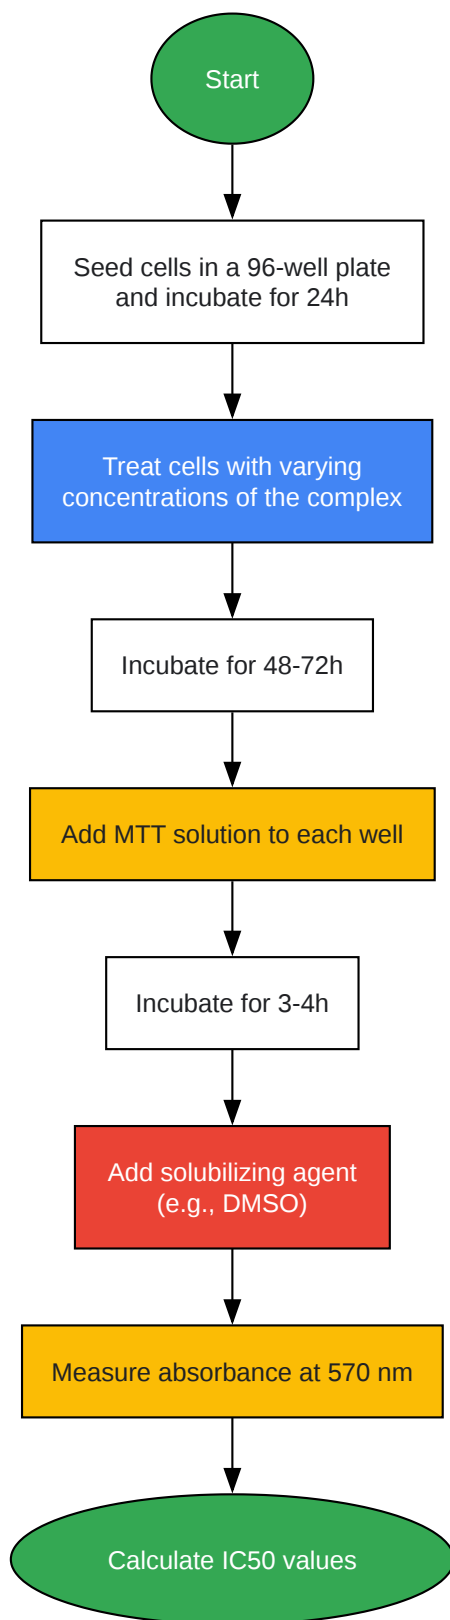 Start
Seed cells in a 96-well plate
and incubate for 24h
Treat cells with varying
concentrations of the complex
Incubate for 48-72h
Add MTT solution to each well
Incubate for 3-4h
Add solubilizing agent
(e.g., DMSO)
Measure absorbance at 570 nm
Calculate IC50 values